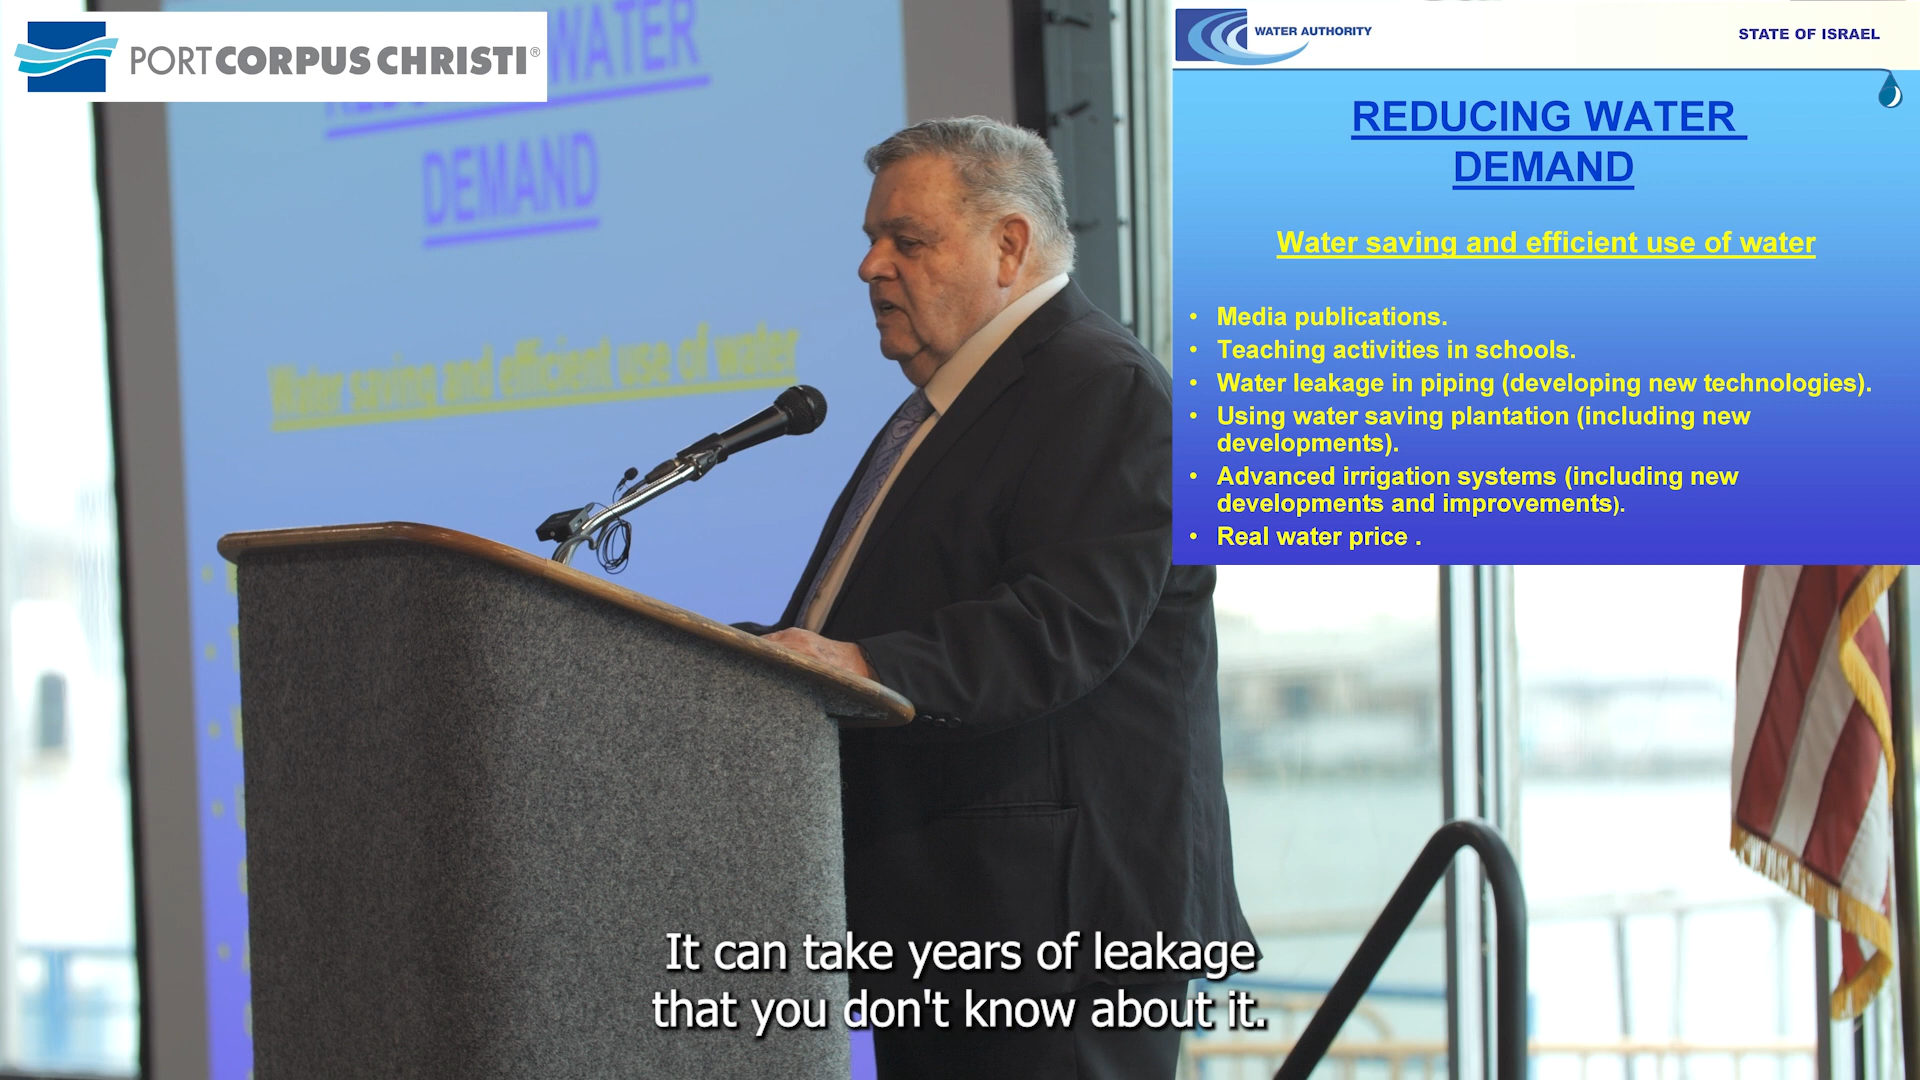 PORT CORPUS CHRISTI®
WATER
DEMAND
Water saving and efficient use of water
WATER AUTHORITY
STATE OF ISRAEL
REDUCING WATER
DEMAND
Water saving and efficient use of water
• Media publications.
• Teaching activities in schools.
• Water leakage in piping (developing new technologies).
• Using water saving plantation (including new
developments).
• Advanced irrigation systems (including new
developments and improvements).
• Real water price .
It can take years of leakage
that you don't know about it.